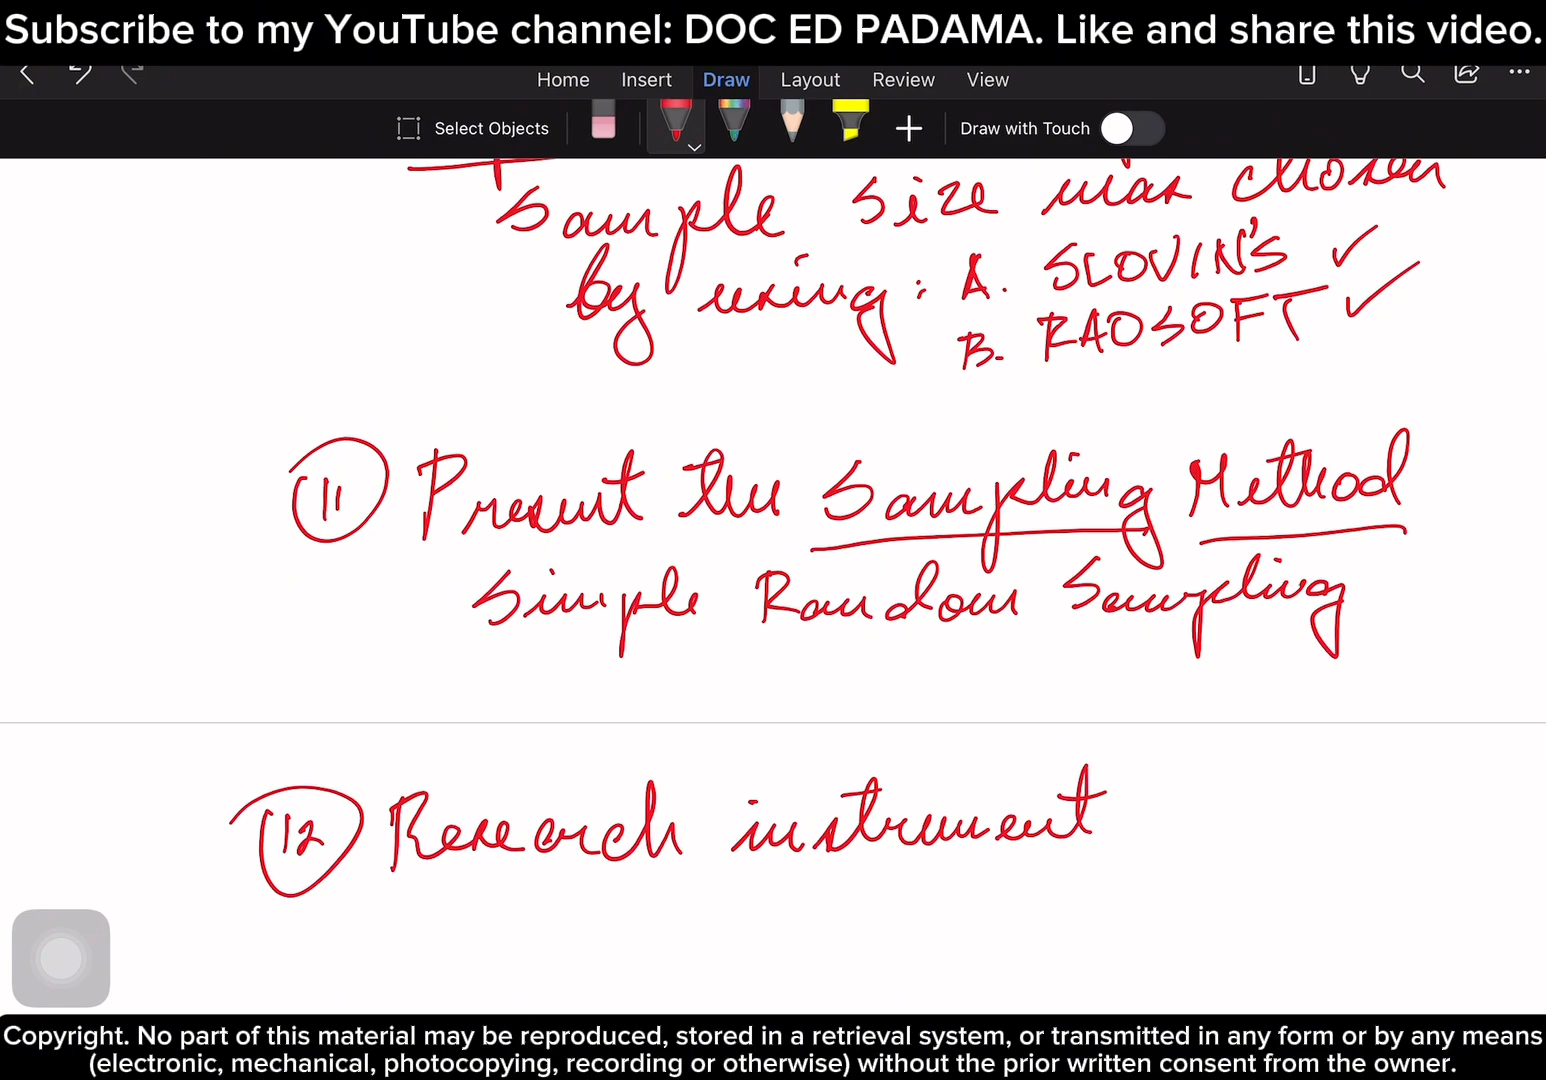 Subscribe to my YouTube channel: DOC ED PADAMA. Like and share this video.
Home Insert Draw Layout Review View
Select Objects Draw with Touch
Sample size was chosen
by using: A. SLOVIN'S ✓
B. RAOSOFT ✓
11 Present the Sampling Method
Simple Random Sampling
12 Research instrument
Copyright. No part of this material may be reproduced, stored in a retrieval system, or transmitted in any form or by any means
(electronic, mechanical, photocopying, recording or otherwise) without the prior written consent from the owner.